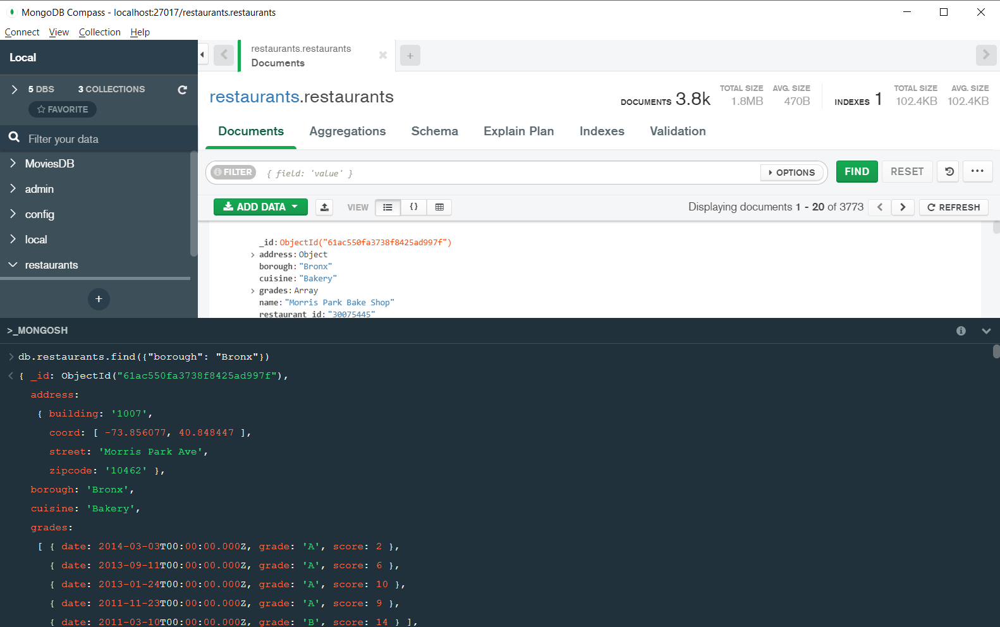 MongoDB Compass - localhost:27017/restaurants.restaurants
Connect View Collection Help
Local
5 DBS 3 COLLECTIONS
FAVORITE
Filter your data
MoviesDB
admin
config
local
restaurants
+
restaurants.restaurants
Documents
+
restaurants.restaurants
DOCUMENTS 3.8k TOTAL SIZE 1.8MB AVG. SIZE 470B INDEXES 1 TOTAL SIZE 102.4KB AVG. SIZE 102.4KB
Documents Aggregations Schema Explain Plan Indexes Validation
FILTER { field: 'value' } OPTIONS FIND RESET ...
ADD DATA VIEW {} Displaying documents 1 - 20 of 3773 < > REFRESH
_id: ObjectId("61ac550fa3738f8425ad997f")
> address: Object
borough: "Bronx"
cuisine: "Bakery"
> grades: Array
name: "Morris Park Bake Shop"
restaurant_id: "30075445"
>_MONGOSH
> db.restaurants.find({"borough": "Bronx"})
< { _id: ObjectId("61ac550fa3738f8425ad997f"),
address:
{ building: '1007',
coord: [ -73.856077, 40.848447 ],
street: 'Morris Park Ave',
zipcode: '10462' },
borough: 'Bronx',
cuisine: 'Bakery',
grades:
[ { date: 2014-03-03T00:00:00.000Z, grade: 'A', score: 2 },
{ date: 2013-09-11T00:00:00.000Z, grade: 'A', score: 6 },
{ date: 2013-01-24T00:00:00.000Z, grade: 'A', score: 10 },
{ date: 2011-11-23T00:00:00.000Z, grade: 'A', score: 9 },
{ date: 2011-03-10T00:00:00.000Z, grade: 'B', score: 14 } ],